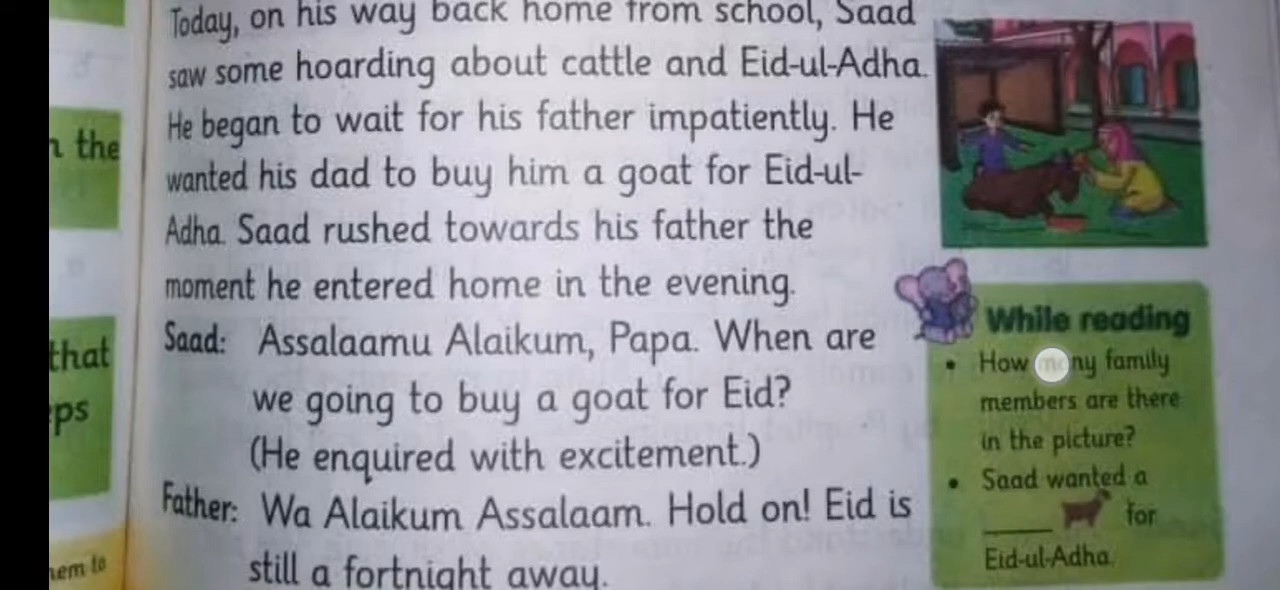 Today, on his way back home from school, Saad
saw some hoarding about cattle and Eid-ul-Adha.
He began to wait for his father impatiently. He
wanted his dad to buy him a goat for Eid-ul-
Adha. Saad rushed towards his father the
moment he entered home in the evening.
Saad: Assalaamu Alaikum, Papa. When are
we going to buy a goat for Eid?
(He enquired with excitement.)
Father: Wa Alaikum Assalaam. Hold on! Eid is
still a fortnight away.
While reading
• How many family
members are there
in the picture?
• Saad wanted a
____ for
Eid-ul-Adha.
the
that